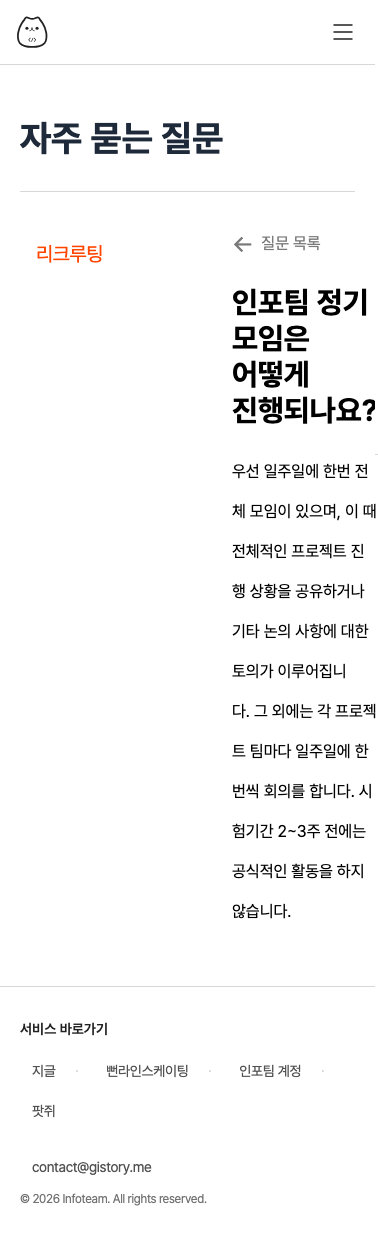 자주 묻는 질문
리크루팅
질문 목록
인포팀 정기
모임은
어떻게
진행되나요?
우선 일주일에 한번 전
체 모임이 있으며, 이 때
전체적인 프로젝트 진
행 상황을 공유하거나
기타 논의 사항에 대한
토의가 이루어집니
다. 그 외에는 각 프로젝
트 팀마다 일주일에 한
번씩 회의를 합니다. 시
험기간 2~3주 전에는
공식적인 활동을 하지
않습니다.
서비스 바로가기
지글 · 뻔라인스케이팅 · 인포팀 계정 ·
팟쥐
contact@gistory.me
© 2026 Infoteam. All rights reserved.